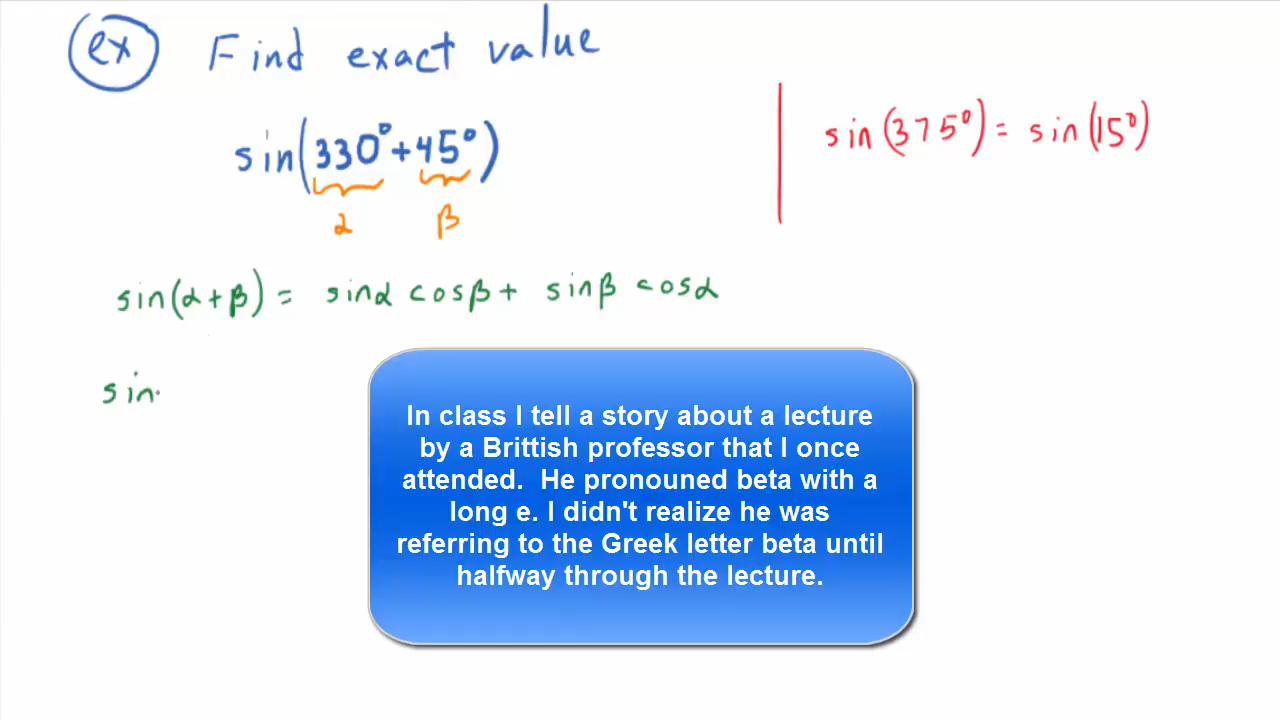 ex Find exact value
sin(330°+45°)
α β
sin(375°) = sin(15°)
sin(α+β) = sinα cosβ + sinβ cosα
sin
In class I tell a story about a lecture
by a Brittish professor that I once
attended. He pronouned beta with a
long e. I didn't realize he was
referring to the Greek letter beta until
halfway through the lecture.